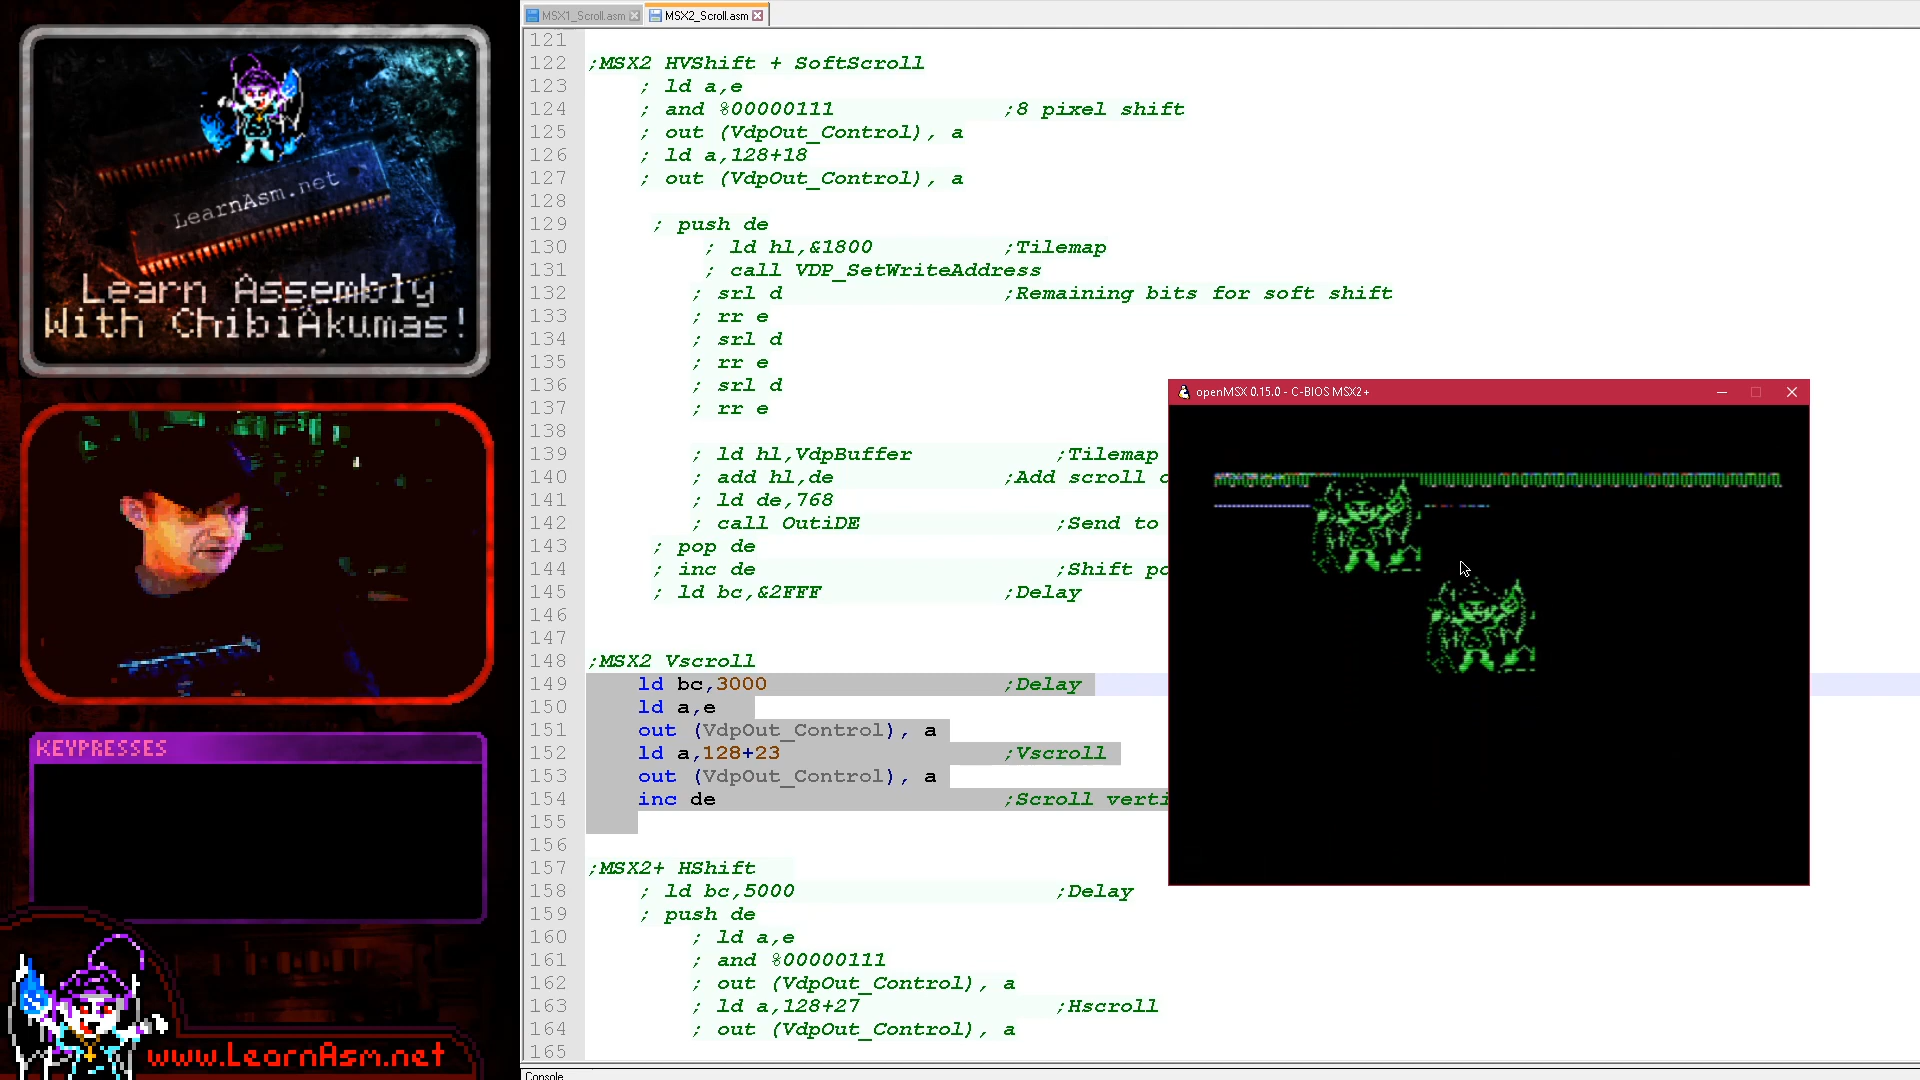 LearnAsm.net
Learn Assembly
With ChibiAkumas!
KEYPRESSES
www.LearnAsm.net
MSX1_Scroll.asm
MSX2_Scroll.asm
121
122 ;MSX2 HVShift + SoftScroll
123 ; ld a,e
124 ; and %00000111 ;8 pixel shift
125 ; out (VdpOut_Control), a
126 ; ld a,128+18
127 ; out (VdpOut_Control), a
128
129 ; push de
130 ; ld hl,&1800 ;Tilemap
131 ; call VDP_SetWriteAddress
132 ; srl d ;Remaining bits for soft shift
133 ; rr e
134 ; srl d
135 ; rr e
136 ; srl d
137 ; rr e
138
139 ; ld hl,VdpBuffer ;Tilemap
140 ; add hl,de ;Add scroll
141 ; ld de,768
142 ; call OutiDE ;Send to
143 ; pop de
144 ; inc de ;Shift
145 ; ld bc,&2FFF ;Delay
146
147
148 ;MSX2 Vscroll
149 ld bc,3000 ;Delay
150 ld a,e
151 out (VdpOut_Control), a
152 ld a,128+23 ;Vscroll
153 out (VdpOut_Control), a
154 inc de ;Scroll verti
155
156
157 ;MSX2+ HShift
158 ; ld bc,5000 ;Delay
159 ; push de
160 ; ld a,e
161 ; and %00000111
162 ; out (VdpOut_Control), a
163 ; ld a,128+27 ;Hscroll
164 ; out (VdpOut_Control), a
165
Console
openMSX 0.15.0 - C-BIOS MSX2+